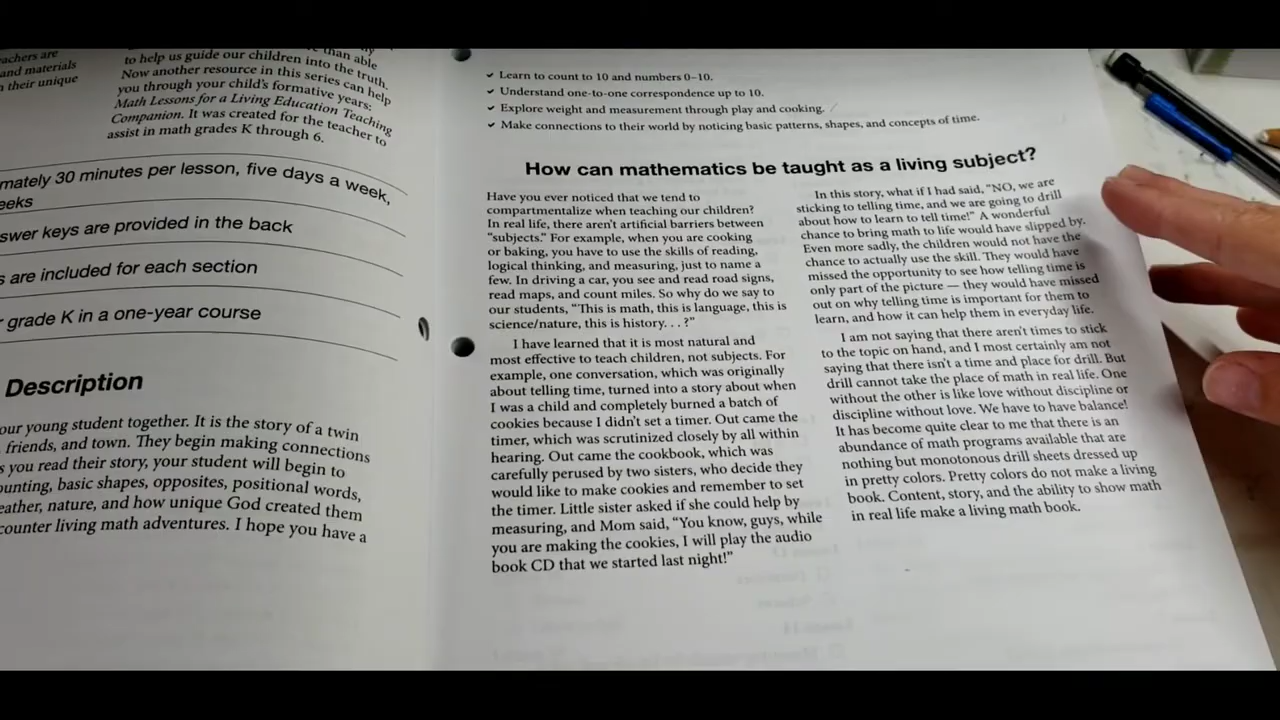 achers are
and materials
n their unique
than able
to help us guide our children into the truth.
Now another resource in this series can help
you through your child's formative years:
Math Lessons for a Living Education Teaching
Companion. It was created for the teacher to
assist in math grades K through 6.
mately 30 minutes per lesson, five days a week,
eeks
swer keys are provided in the back
s are included for each section
r grade K in a one-year course
Description
our young student together. It is the story of a twin
, friends, and town. They begin making connections
s you read their story, your student will begin to
ounting, basic shapes, opposites, positional words,
eather, nature, and how unique God created them
counter living math adventures. I hope you have a
✓ Learn to count to 10 and numbers 0–10.
✓ Understand one-to-one correspondence up to 10.
✓ Explore weight and measurement through play and cooking.
✓ Make connections to their world by noticing basic patterns, shapes, and concepts of time.
How can mathematics be taught as a living subject?
Have you ever noticed that we tend to
compartmentalize when teaching our children?
In real life, there aren't artificial barriers between
"subjects." For example, when you are cooking
or baking, you have to use the skills of reading,
logical thinking, and measuring, just to name a
few. In driving a car, you see and read road signs,
read maps, and count miles. So why do we say to
our students, "This is math, this is language, this is
science/nature, this is history. . . ?"
I have learned that it is most natural and
most effective to teach children, not subjects. For
example, one conversation, which was originally
about telling time, turned into a story about when
I was a child and completely burned a batch of
cookies because I didn't set a timer. Out came the
timer, which was scrutinized closely by all within
hearing. Out came the cookbook, which was
carefully perused by two sisters, who decide they
would like to make cookies and remember to set
the timer. Little sister asked if she could help by
measuring, and Mom said, "You know, guys, while
you are making the cookies, I will play the audio
book CD that we started last night!"
In this story, what if I had said, "NO, we are
sticking to telling time, and we are going to drill
about how to learn to tell time!" A wonderful
chance to bring math to life would have slipped by.
Even more sadly, the children would not have the
chance to actually use the skill. They would have
missed the opportunity to see how telling time is
only part of the picture — they would have missed
out on why telling time is important for them to
learn, and how it can help them in everyday life.
I am not saying that there aren't times to stick
to the topic on hand, and I most certainly am not
saying that there isn't a time and place for drill. But
drill cannot take the place of math in real life. One
without the other is like love without discipline or
discipline without love. We have to have balance!
It has become quite clear to me that there is an
abundance of math programs available that are
nothing but monotonous drill sheets dressed up
in pretty colors. Pretty colors do not make a living
book. Content, story, and the ability to show math
in real life make a living math book.